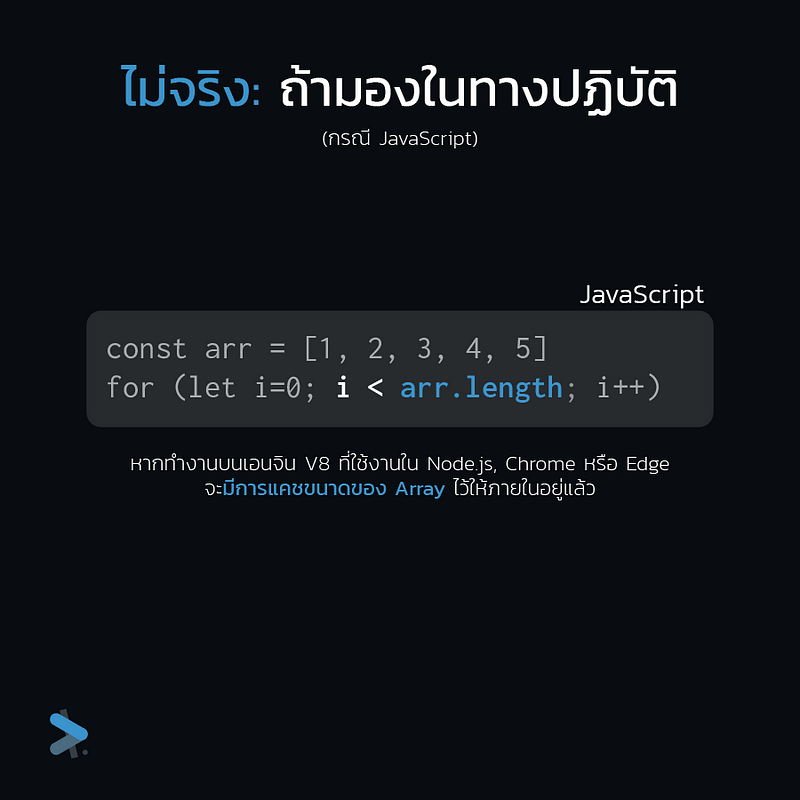 ไม่จริง: ถ้ามองในทางปฏิบัติ
(กรณี JavaScript)
JavaScript
const arr = [1, 2, 3, 4, 5]
for (let i=0; i < arr.length; i++)
หากทำงานบนเอนจิน V8 ที่ใช้งานใน Node.js, Chrome หรือ Edge
จะมีการแคชขนาดของ Array ไว้ให้ภายในอยู่แล้ว